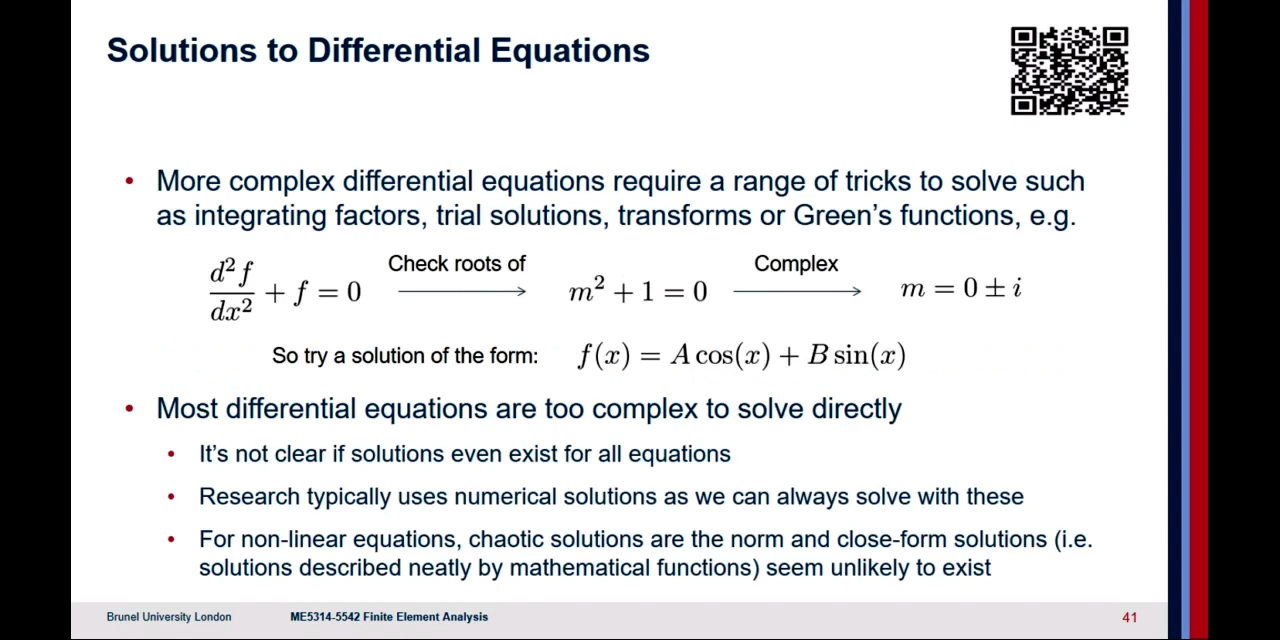 Solutions to Differential Equations
• More complex differential equations require a range of tricks to solve such
as integrating factors, trial solutions, transforms or Green's functions, e.g.
d²f/dx² + f = 0
Check roots of
m² + 1 = 0
Complex
m = 0 ± i
So try a solution of the form: f(x) = A cos(x) + B sin(x)
• Most differential equations are too complex to solve directly
• It's not clear if solutions even exist for all equations
• Research typically uses numerical solutions as we can always solve with these
• For non-linear equations, chaotic solutions are the norm and close-form solutions (i.e.
solutions described neatly by mathematical functions) seem unlikely to exist
Brunel University London
ME5314-5542 Finite Element Analysis
41